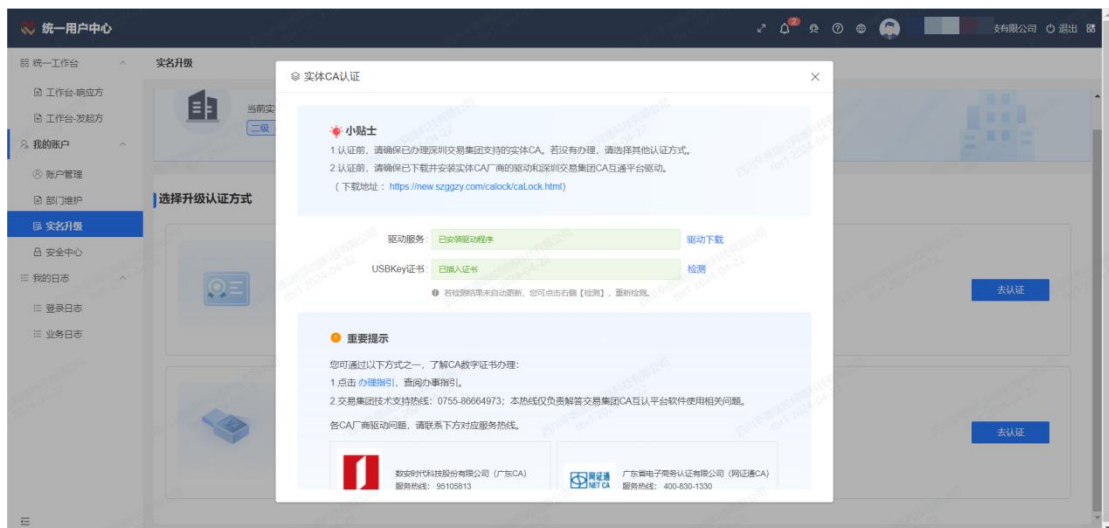 统一用户中心
2
支有限公司 退出
统一工作台
工作台-响应方
工作台-发起方
我的账户
账户管理
部门维护
实名升级
安全中心
我的日志
登录日志
业务日志
实名升级
当前实
二级
选择升级认证方式
去认证
去认证
实体CA认证
小贴士
1.认证前，请确保已办理深圳交易集团支持的实体CA。若没有办理，请选择其他认证方式。
2.认证前，请确保已下载并安装实体CA厂商的驱动和深圳交易集团CA互通平台驱动。
(下载地址：https://new.szggzy.com/calock/caLock.html)
驱动服务: 已安装驱动程序 驱动下载
USBKey证书: 已插入证书 检测
若检测结果未自动更新，您可点击右侧【检测】，重新检测。
重要提示
您可通过以下方式之一，了解CA数字证书办理:
1.点击 办理指引，查阅办事指引。
2.交易集团技术支持热线：0755-86664973；本热线仅负责解答交易集团CA互认平台软件使用相关问题。
各CA厂商驱动问题，请联系下方对应服务热线。
数安时代科技股份有限公司（广东CA）
服务热线： 95105813
网证通
NETCA
广东省电子商务认证有限公司（网证通CA）
服务热线： 400-830-1330